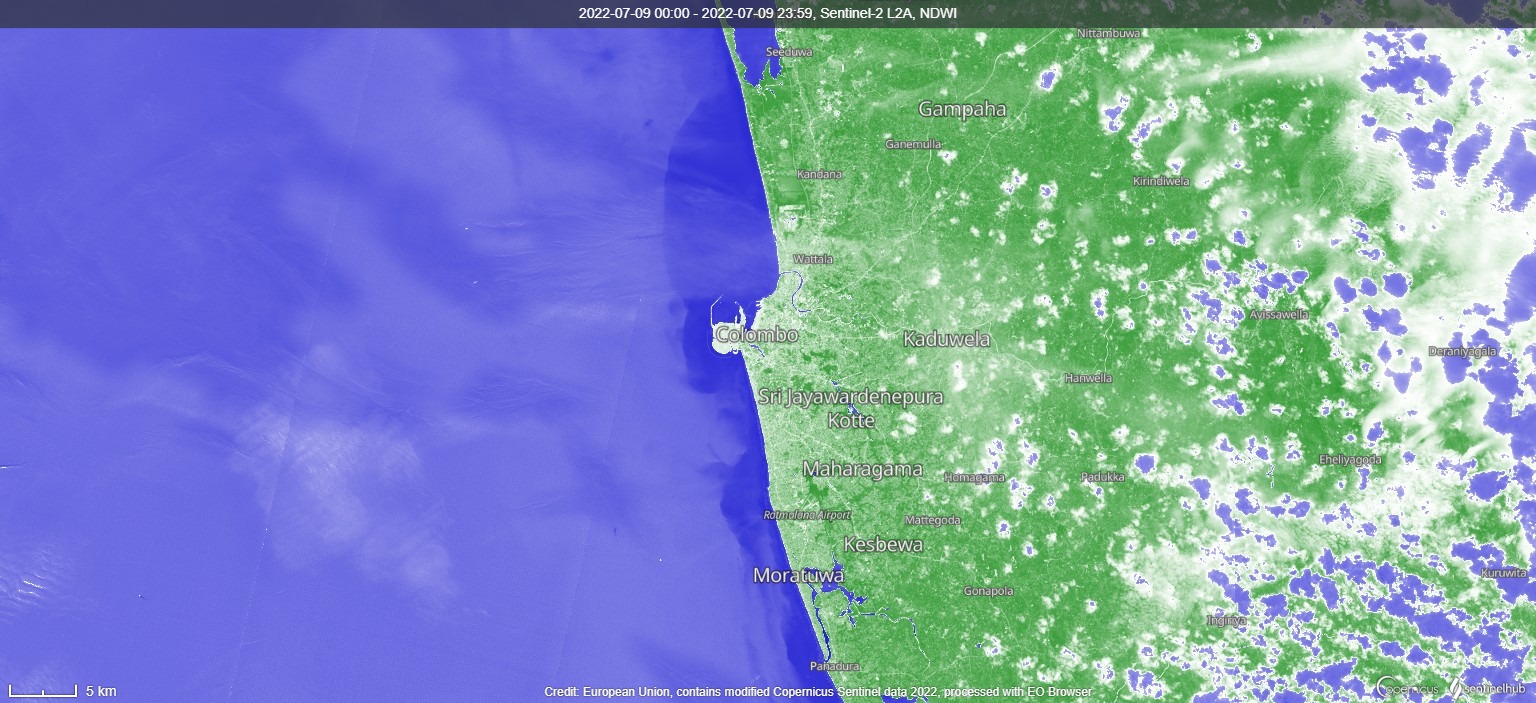 2022-07-09 00:00 - 2022-07-09 23:59, Sentinel-2 L2A, NDWI
Nittambuwa
Seeduwa
Gampaha
Ganemulla
Kandana
Kirindiwela
Wattala
Avissawella
Colombo
Kaduwela
Deraniyagala
Hanwella
Sri Jayawardenepura
Kotte
Eheliyagoda
Maharagama
Homagama
Padukka
Ratmalana Airport
Mattegoda
Kesbewa
Kuruwita
Moratuwa
Gonapola
Ingiriya
Panadura
5 km
Credit: European Union, contains modified Copernicus Sentinel data 2022, processed with EO Browser
opernicus
sentinelhub